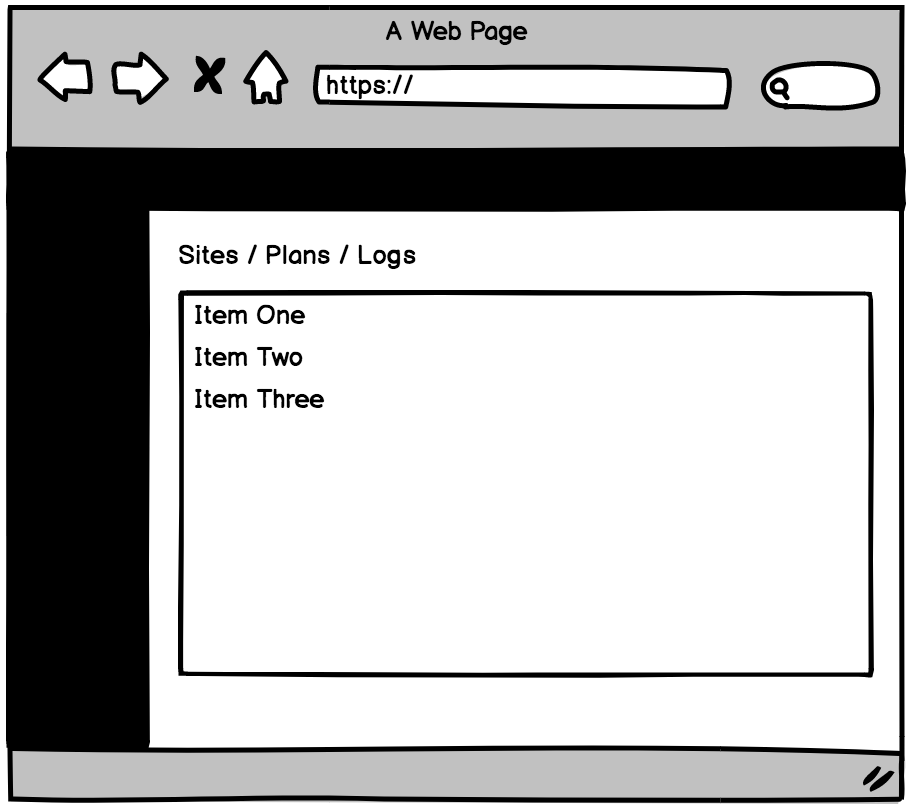 A Web Page
https://
Sites / Plans / Logs
Item One
Item Two
Item Three